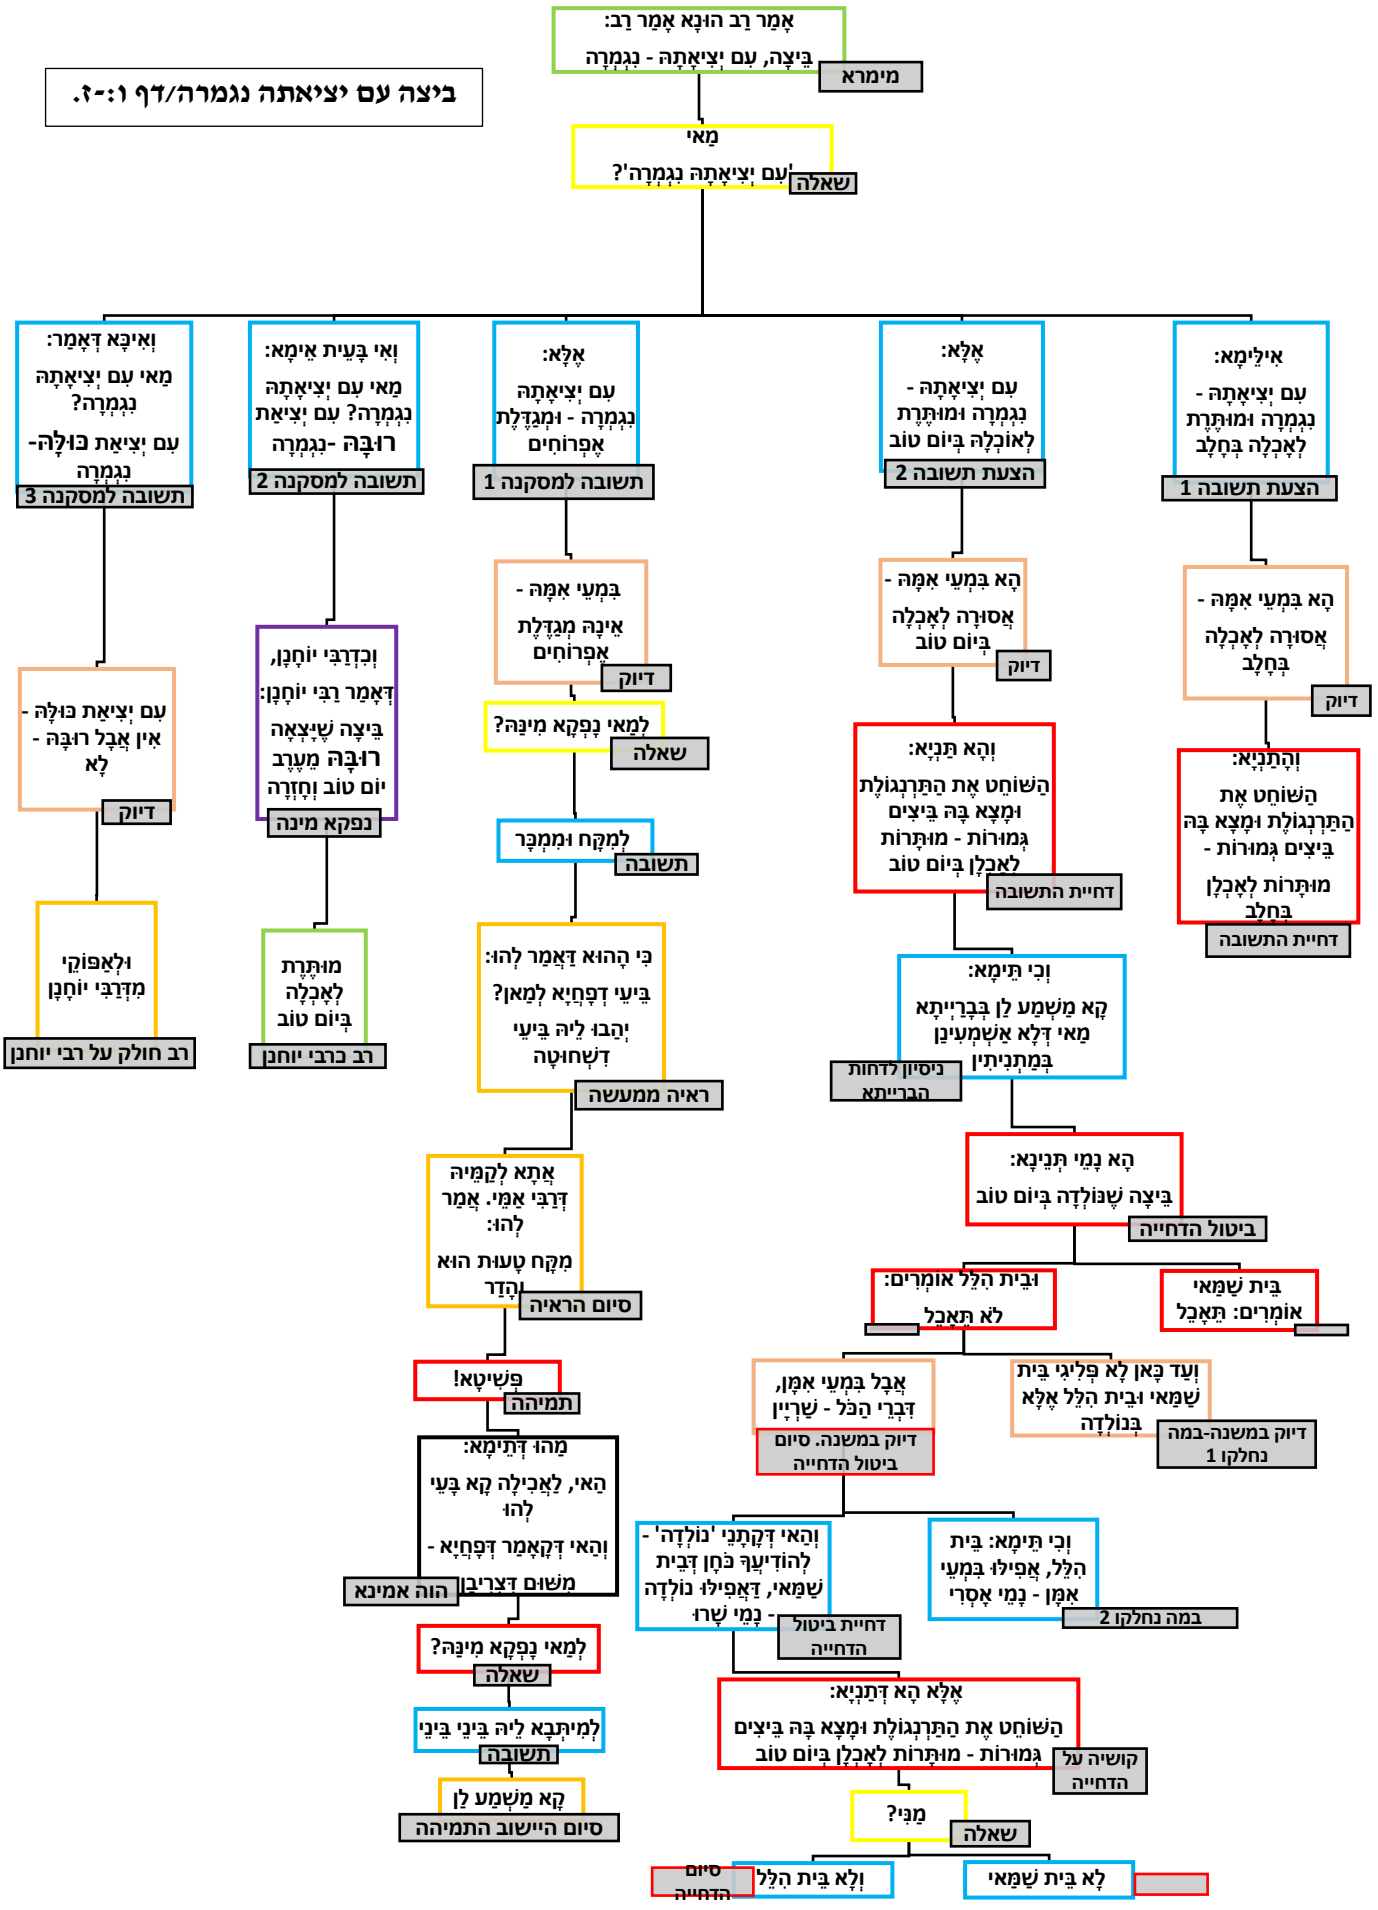 אָמַר רַב הוּנָא אָמַר רַב:
בֵּיצָה, עִם יְצִיאָתָהּ - נִגְמְרָה
מימרא
ביצה עם יציאתה נגמרה/דף ו:-ז.
מַאי
'עִם יְצִיאָתָהּ נִגְמְרָה'?
שאלה
אִילֵּימָא:
עִם יְצִיאָתָהּ -
נִגְמְרָה וּמוּתֶּרֶת
לְאָכְלָה בְּחָלָב
הצעת תשובה 1
הָא בִּמְעֵי אִמָּהּ -
אֲסוּרָה לְאָכְלָה
בְּחָלָב
דיוק
וְהָתַנְיָא:
הַשּׁוֹחֵט אֶת
הַתַּרְנְגוֹלֶת וּמָצָא בָּהּ
בֵּיצִים גְּמוּרוֹת -
מוּתָּרוֹת לְאָכְלָן
בְּחָלָב
דחיית התשובה
אֶלָּא:
עִם יְצִיאָתָהּ -
נִגְמְרָה וּמוּתֶּרֶת
לְאוֹכְלָהּ בְּיוֹם טוֹב
הצעת תשובה 2
הָא בִּמְעֵי אִמָּהּ -
אֲסוּרָה לְאָכְלָה
בְּיוֹם טוֹב
דיוק
וְהָא תַּנְיָא:
הַשּׁוֹחֵט אֶת הַתַּרְנְגוֹלֶת
וּמָצָא בָּהּ בֵּיצִים
גְּמוּרוֹת - מוּתָּרוֹת
לְאָכְלָן בְּיוֹם טוֹב
דחיית התשובה
וְכִי תֵּימָא:
קָא מַשְׁמַע לַן בְּבָרַיְיתָא
מַאי דְּלָא אַשְׁמְעִינַן
בְּמַתְנִיתִין
ניסיון לדחות
הברייתא
הָא נָמֵי תְּנֵינָא:
בֵּיצָה שֶׁנּוֹלְדָה בְּיוֹם טוֹב
ביטול הדחייה
בֵּית שַׁמַּאי
אוֹמְרִים: תֵּאָכֵל
וּבֵית הִלֵּל אוֹמְרִים:
לֹא תֵּאָכֵל
וְעַד כָּאן לָא פְּלִיגִי בֵּית
שַׁמַּאי וּבֵית הִלֵּל אֶלָּא
בְּנוֹלְדָה
דיוק במשנה-במה
נחלקו 1
אֲבָל בִּמְעֵי אִמָּן,
דִּבְרֵי הַכֹּל - שַׁרְיָין
דיוק במשנה. סיום
ביטול הדחייה
וְכִי תֵּימָא: בֵּית
הִלֵּל, אֲפִילּוּ בִּמְעֵי
אִמָּן - נָמֵי אָסְרִי
במה נחלקו 2
וְהַאי דְּקָתָנֵי 'נוֹלְדָה' -
לְהוֹדִיעֲךָ כֹּחָן דְּבֵית
שַׁמַּאי, דַּאֲפִילּוּ נוֹלְדָה
- נָמֵי שָׁרוּ
דחיית ביטול
הדחייה
אֶלָּא הָא דְּתַנְיָא:
הַשּׁוֹחֵט אֶת הַתַּרְנְגוֹלֶת וּמָצָא בָּהּ בֵּיצִים
גְּמוּרוֹת - מוּתָּרוֹת לְאָכְלָן בְּיוֹם טוֹב
קושיה על
הדחייה
מַנִּי?
שאלה
לָא בֵּית שַׁמַּאי
וְלָא בֵּית הִלֵּל
סיום
הדחייה
אֶלָּא:
עִם יְצִיאָתָהּ
נִגְמְרָה - וּמְגַדֶּלֶת
אֶפְרוֹחִים
תשובה למסקנה 1
בִּמְעֵי אִמָּהּ -
אֵינָהּ מְגַדֶּלֶת
אֶפְרוֹחִים
דיוק
לְמַאי נָפְקָא מִינַּהּ?
שאלה
לְמִקָּח וּמִמְכָּר
תשובה
כִּי הָהוּא דַּאֲמַר לְהוּ:
בֵּיעֵי דְּפָחֲיָא לְמַאן?
יְהַבוּ לֵיהּ בֵּיעֵי
דִּשְׁחוּטָה
ראיה ממעשה
אֲתָא לְקַמֵּיהּ
דְּרַבִּי אַמֵּי. אֲמַר
לְהוּ:
מִקָּח טָעוּת הוּא
וְהָדַר
סיום הראיה
פְּשִׁיטָא!
תמיהה
מַהוּ דְּתֵימָא:
הַאי, לַאֲכִילָה קָא בָּעֵי
לְהוּ
וְהַאי דְּקָאָמַר דְּפָחֲיָא -
מִשּׁוּם דִּצְרִיבָן
הוה אמינא
לְמַאי נָפְקָא מִינַּהּ?
שאלה
לְמִיתְּבָא לֵיהּ בֵּינֵי בֵּינֵי
תשובה
קָא מַשְׁמַע לַן
סיום היישוב התמיהה
וְאִי בָּעֵית אֵימָא:
מַאי עִם יְצִיאָתָהּ
נִגְמְרָה? עִם יְצִיאַת
רוּבָּהּ -נִגְמְרָה
תשובה למסקנה 2
וְכִדְרַבִּי יוֹחָנָן,
דְּאָמַר רַבִּי יוֹחָנָן:
בֵּיצָה שֶׁיָּצְאָה
רוּבָּהּ מֵעֶרֶב
יוֹם טוֹב וְחָזְרָה
נפקא מינה
מוּתֶּרֶת
לְאָכְלָה
בְּיוֹם טוֹב
רב כרבי יוחנן
וְאִיכָּא דְּאָמַר:
מַאי עִם יְצִיאָתָהּ
נִגְמְרָה?
עִם יְצִיאַת כּוּלָּהּ-
נִגְמְרָה
תשובה למסקנה 3
עִם יְצִיאַת כּוּלָּהּ -
אִין אֲבָל רוּבָּהּ -
לָא
דיוק
וּלְאַפּוֹקֵי
מִדְּרַבִּי יוֹחָנָן
רב חולק על רבי יוחנן